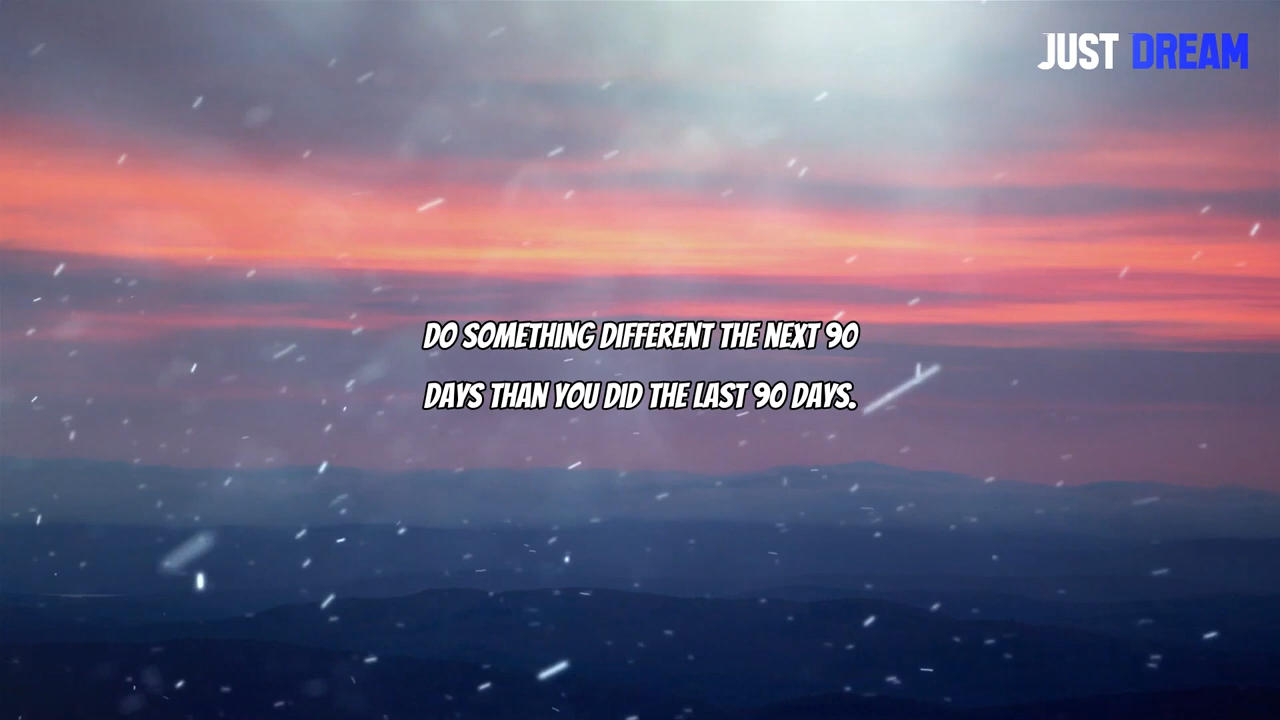 JUST DREAM
DO SOMETHING DIFFERENT THE NEXT 90
DAYS THAN YOU DID THE LAST 90 DAYS.